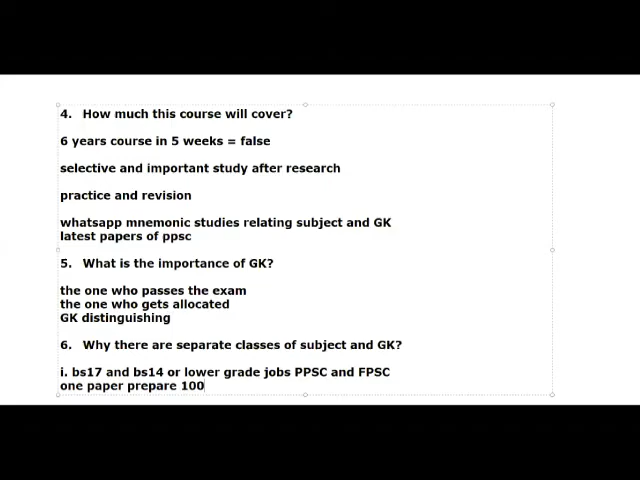 4. How much this course will cover?
6 years course in 5 weeks = false
selective and important study after research
practice and revision
whatsapp mnemonic studies relating subject and GK
latest papers of ppsc
5. What is the importance of GK?
the one who passes the exam
the one who gets allocated
GK distinguishing
6. Why there are separate classes of subject and GK?
i. bs17 and bs14 or lower grade jobs PPSC and FPSC
one paper prepare 100